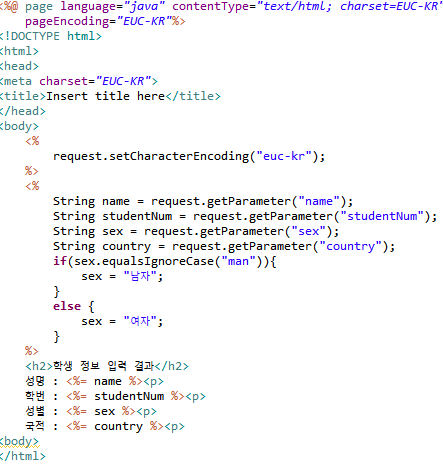 <%@ page language="java" contentType="text/html; charset=EUC-KR"
    pageEncoding="EUC-KR"%>
<!DOCTYPE html>
<html>
<head>
<meta charset="EUC-KR">
<title>Insert title here</title>
</head>
<body>
    <%
        request.setCharacterEncoding("euc-kr");
    %>
    <%
        String name = request.getParameter("name");
        String studentNum = request.getParameter("studentNum");
        String sex = request.getParameter("sex");
        String country = request.getParameter("country");
        if(sex.equalsIgnoreCase("man")){
            sex = "남자";
        }
        else {
            sex = "여자";
        }
    %>
    <h2>학생 정보 입력 결과</h2>
    성명 : <%= name %><p>
    학번 : <%= studentNum %><p>
    성별 : <%= sex %><p>
    국적 : <%= country %><p>
<body>
</html>